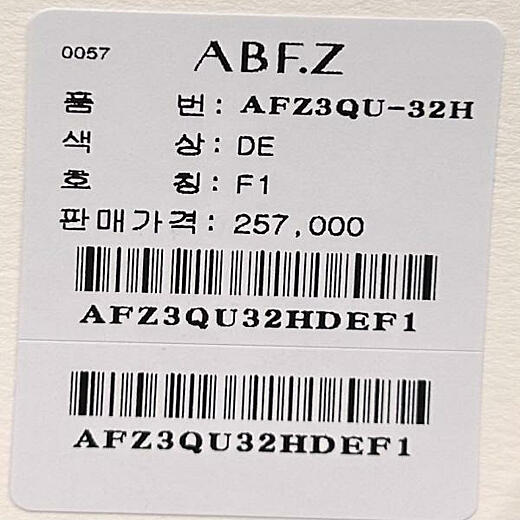 0057 ABF.Z
품 번: AFZ3QU-32H
색 상: DE
호 칭: F1
판매가격: 257,000
AFZ3QU32HDEF1
AFZ3QU32HDEF1